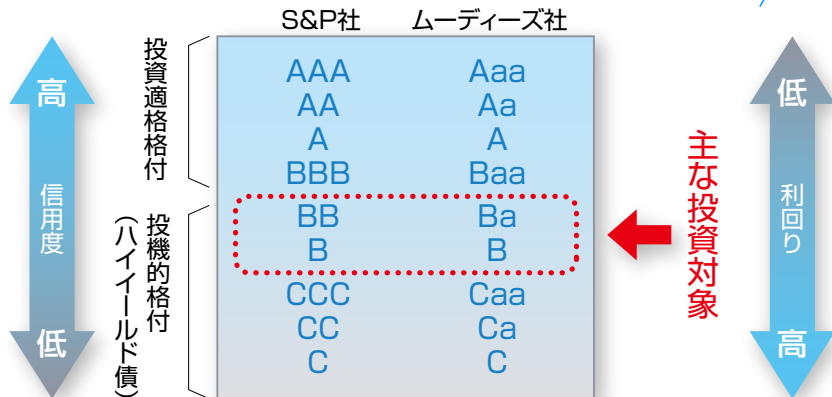 S&P社 ムーディーズ社
高
信用度
低
投資適格格付
投機的格付
（ハイイールド債）
AAA Aaa
AA Aa
A A
BBB Baa
BB Ba
B B
CCC Caa
CC Ca
C C
主な投資対象
低
利回り
高